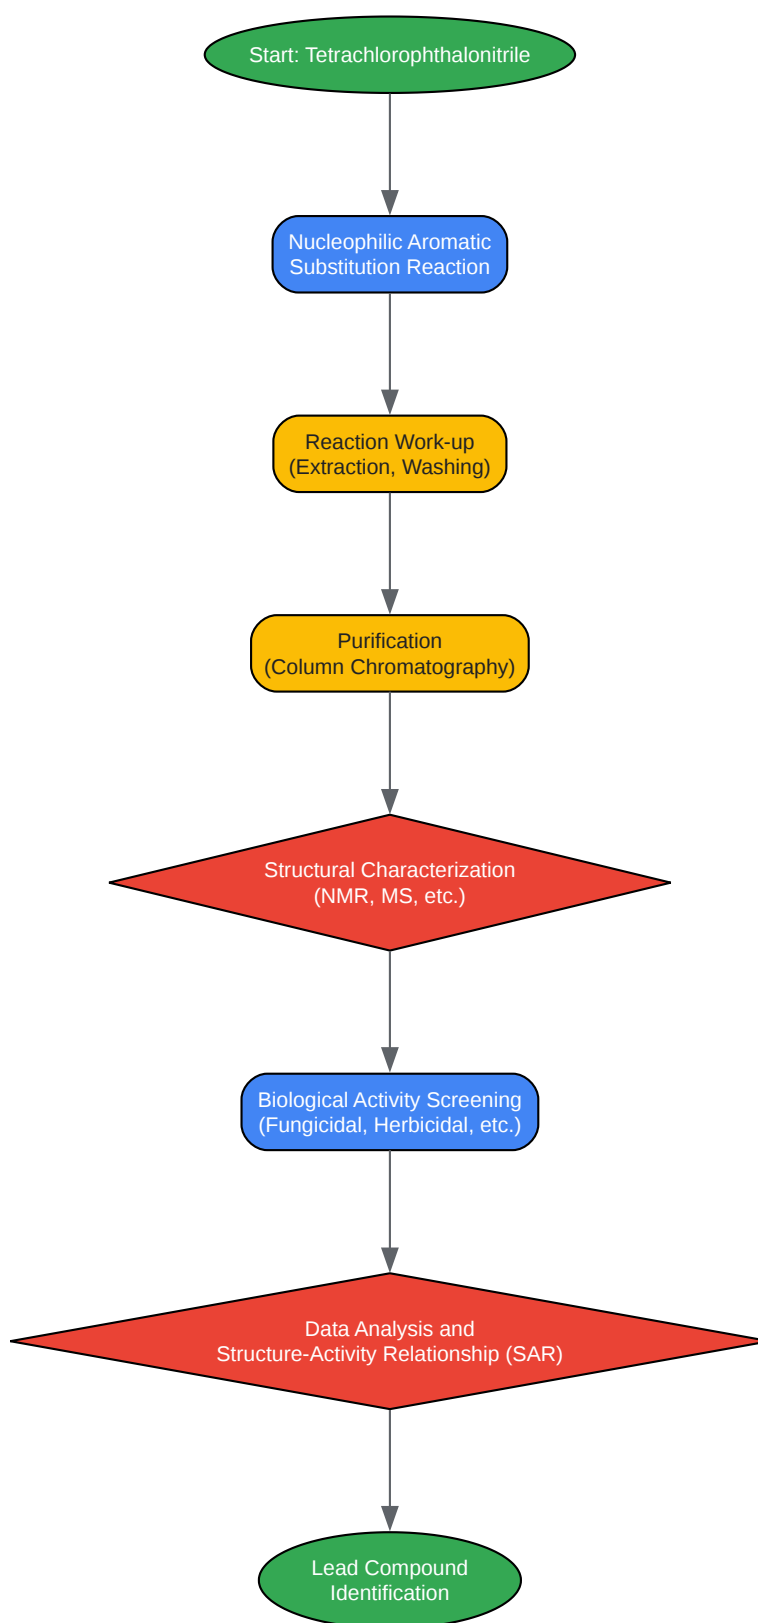 Start: Tetrachlorophthalonitrile
Nucleophilic Aromatic
Substitution Reaction
Reaction Work-up
(Extraction, Washing)
Purification
(Column Chromatography)
Structural Characterization
(NMR, MS, etc.)
Biological Activity Screening
(Fungicidal, Herbicidal, etc.)
Data Analysis and
Structure-Activity Relationship (SAR)
Lead Compound
Identification